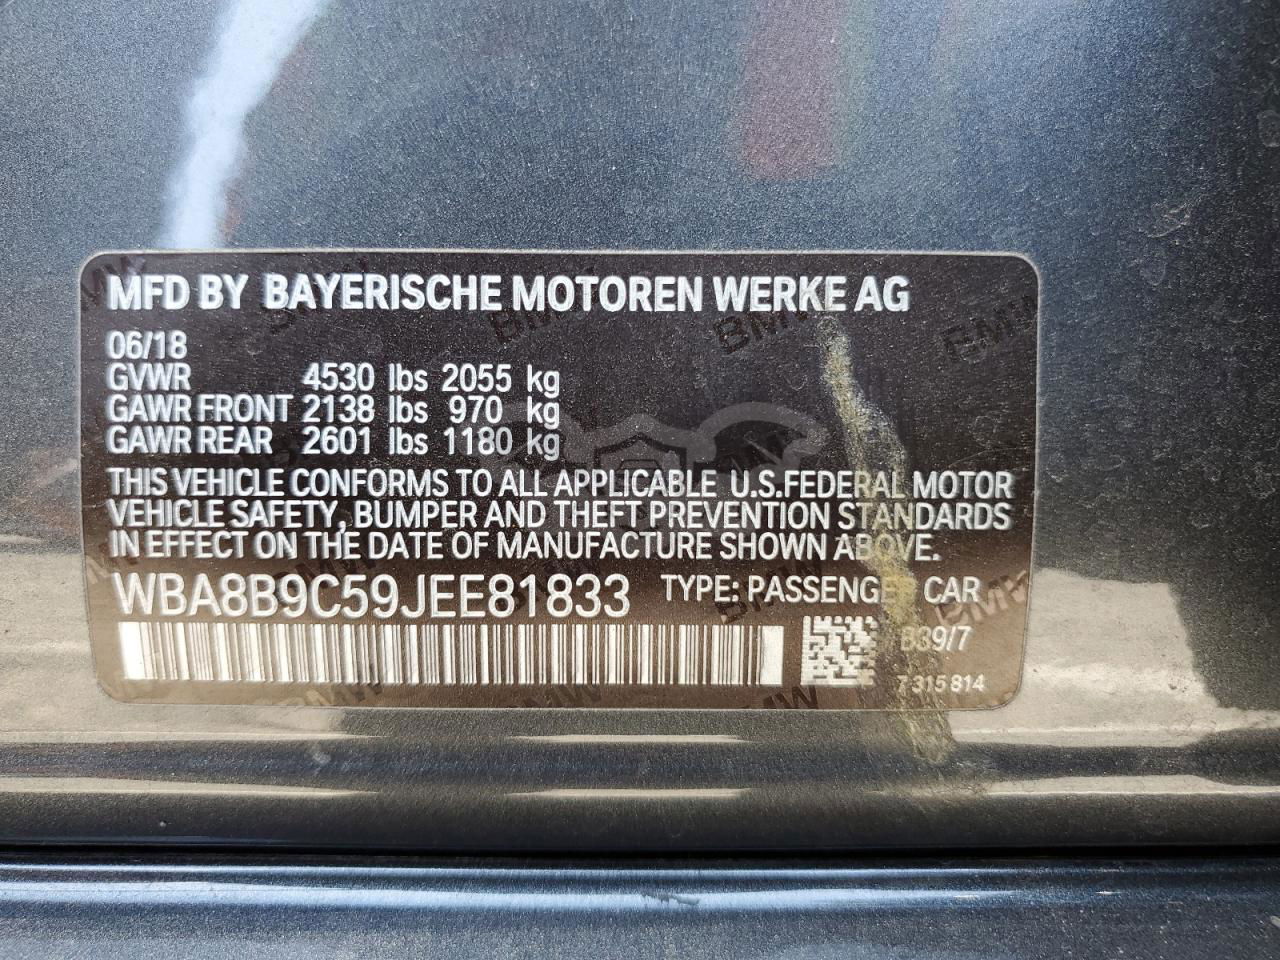 MFD BY BAYERISCHE MOTOREN WERKE AG
06/18
GVWR 4530 lbs 2055 kg
GAWR FRONT 2138 lbs 970 kg
GAWR REAR 2601 lbs 1180 kg
THIS VEHICLE CONFORMS TO ALL APPLICABLE U.S.FEDERAL MOTOR
VEHICLE SAFETY, BUMPER AND THEFT PREVENTION STANDARDS
IN EFFECT ON THE DATE OF MANUFACTURE SHOWN ABOVE.
WBA8B9C59JEE81833 TYPE: PASSENGER CAR
B39/7
7 315 814